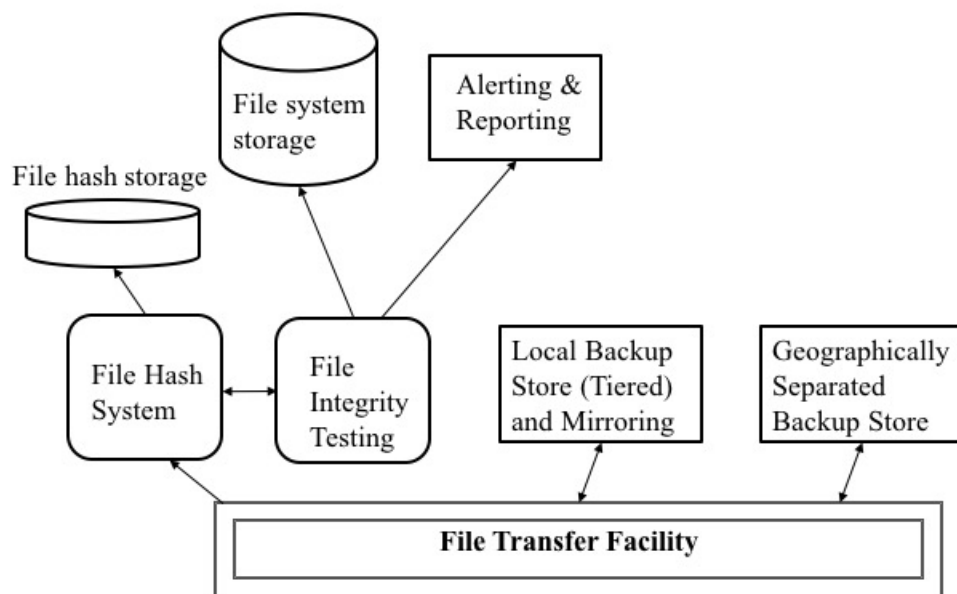 File system
storage
Alerting &
Reporting
File hash storage
File Hash
System
File
Integrity
Testing
Local Backup
Store (Tiered)
and Mirroring
Geographically
Separated
Backup Store
File Transfer Facility